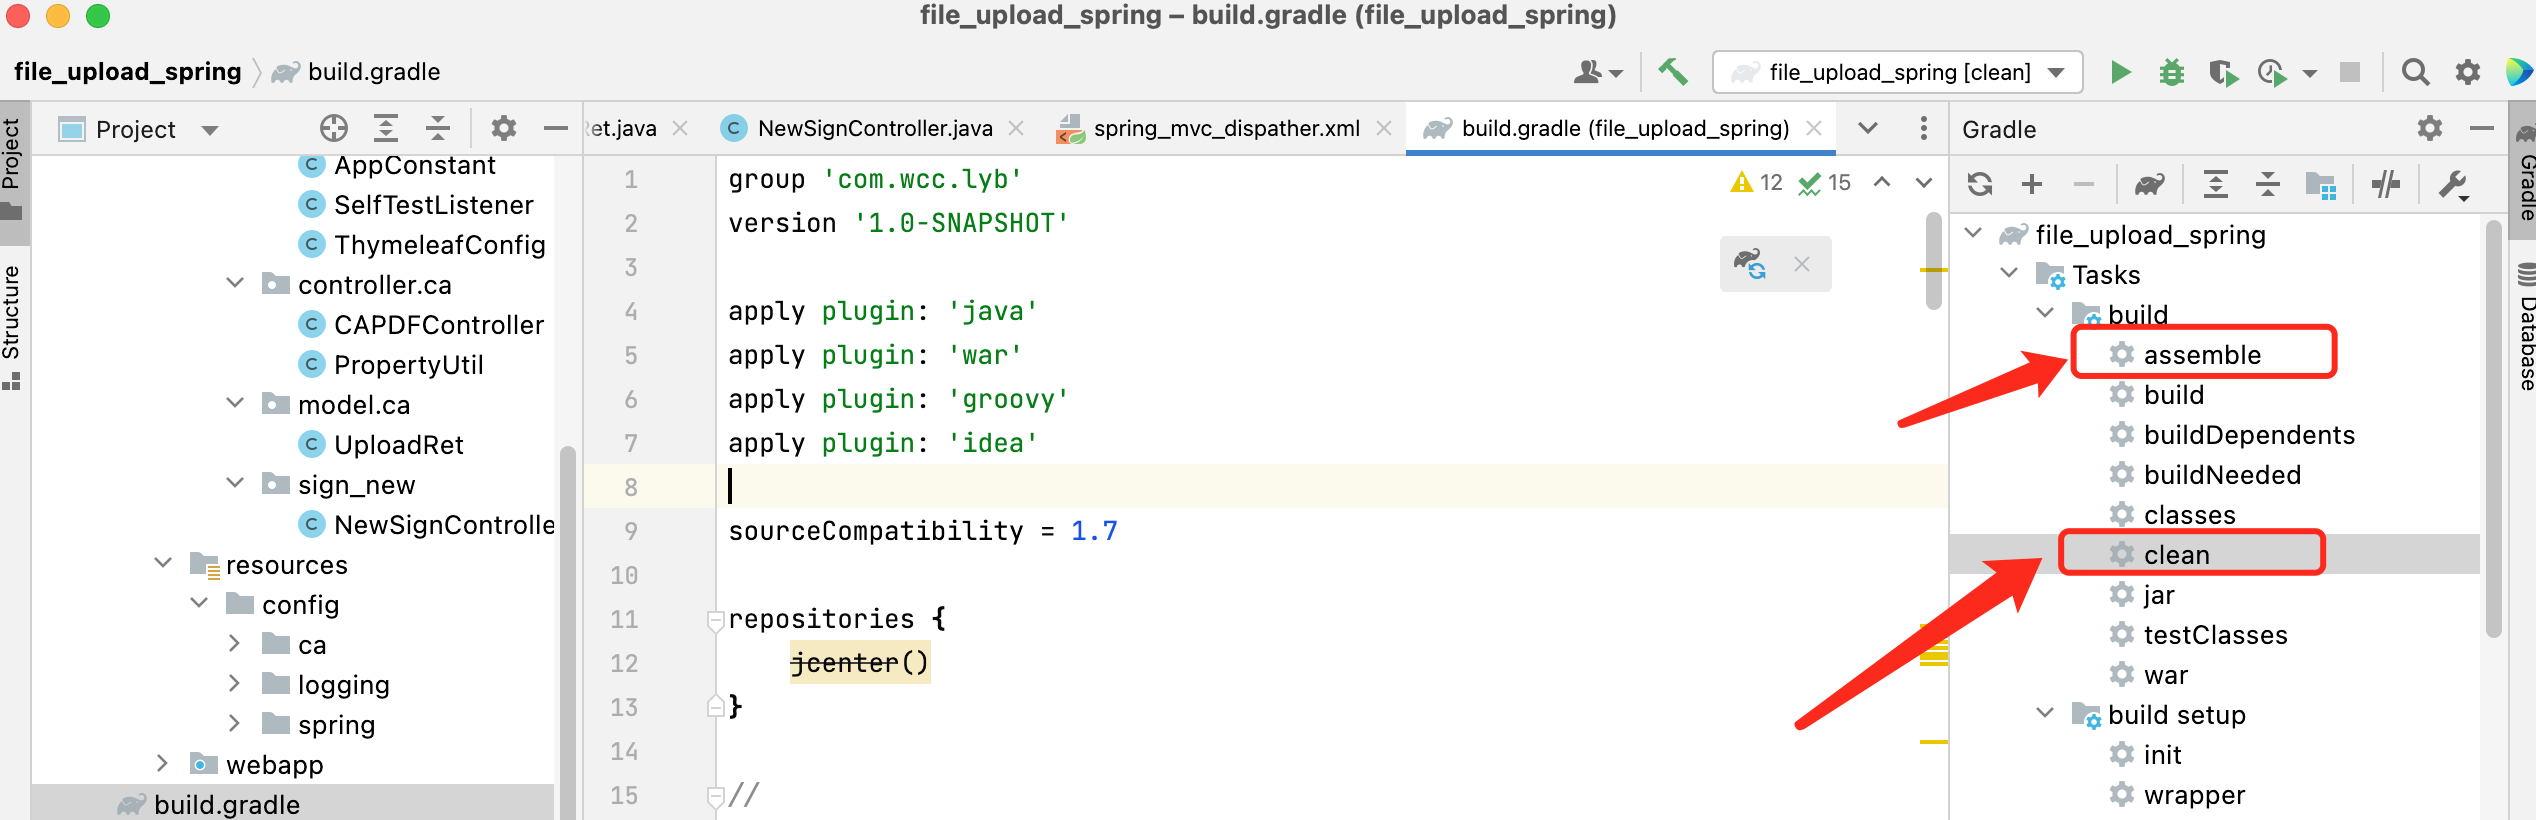 file_upload_spring – build.gradle (file_upload_spring)
file_upload_spring
build.gradle
file_upload_spring [clean]
Project
Structure
Project
AppConstant
SelfTestListener
ThymeleafConfig
controller.ca
CAPDFController
PropertyUtil
model.ca
UploadRet
sign_new
NewSignControlle
resources
config
ca
logging
spring
webapp
build.gradle
et.java
NewSignController.java
spring_mvc_dispather.xml
build.gradle (file_upload_spring)
12
15
1 group 'com.wcc.lyb'
2 version '1.0-SNAPSHOT'
3
4 apply plugin: 'java'
5 apply plugin: 'war'
6 apply plugin: 'groovy'
7 apply plugin: 'idea'
8
9 sourceCompatibility = 1.7
10
11 repositories {
12     jcenter()
13 }
14
15 //
Gradle
file_upload_spring
Tasks
build
assemble
build
buildDependents
buildNeeded
classes
clean
jar
testClasses
war
build setup
init
wrapper
Gradle
Database